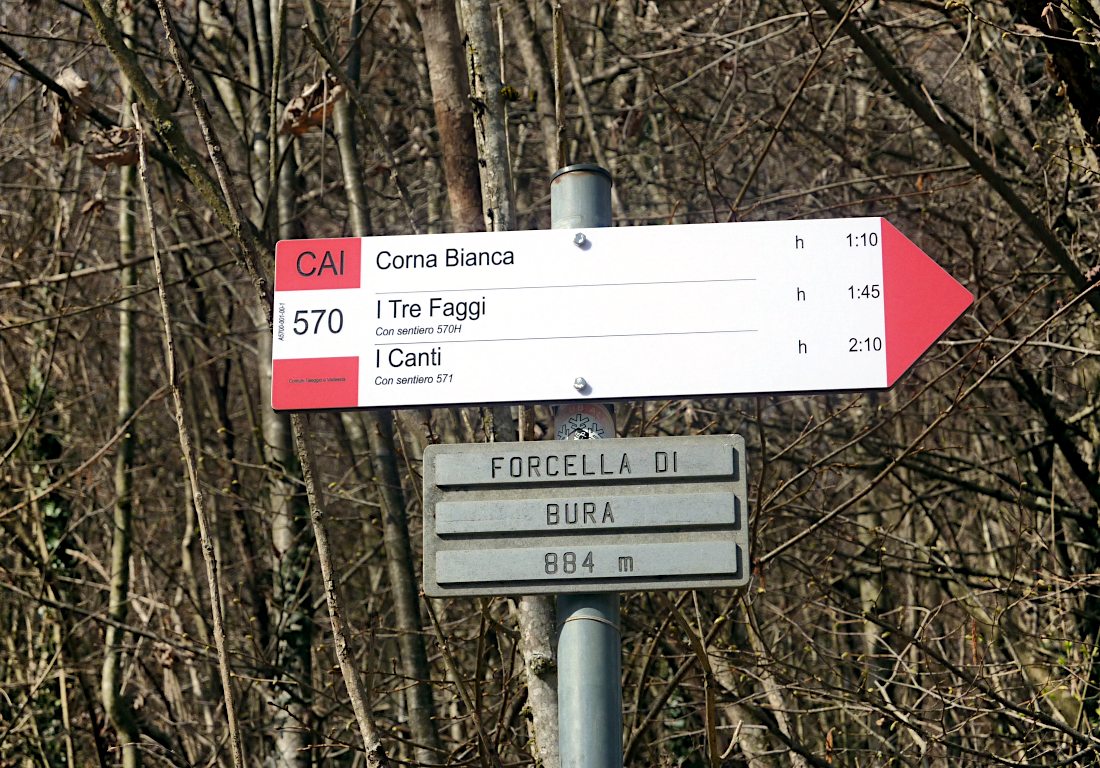 CAI
570
Corna Bianca h 1:10
I Tre Faggi h 1:45
Con sentiero 570H
I Canti h 2:10
Con sentiero 571
FORCELLA DI
BURA
884 m